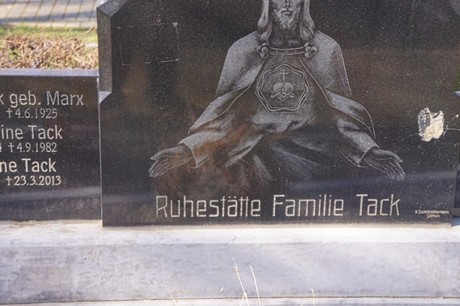 k geb. Marx
✝4.6.1925
ine Tack
✝4.9.1982
ne Tack
✝23.3.2013
Ruhestätte Familie Tack